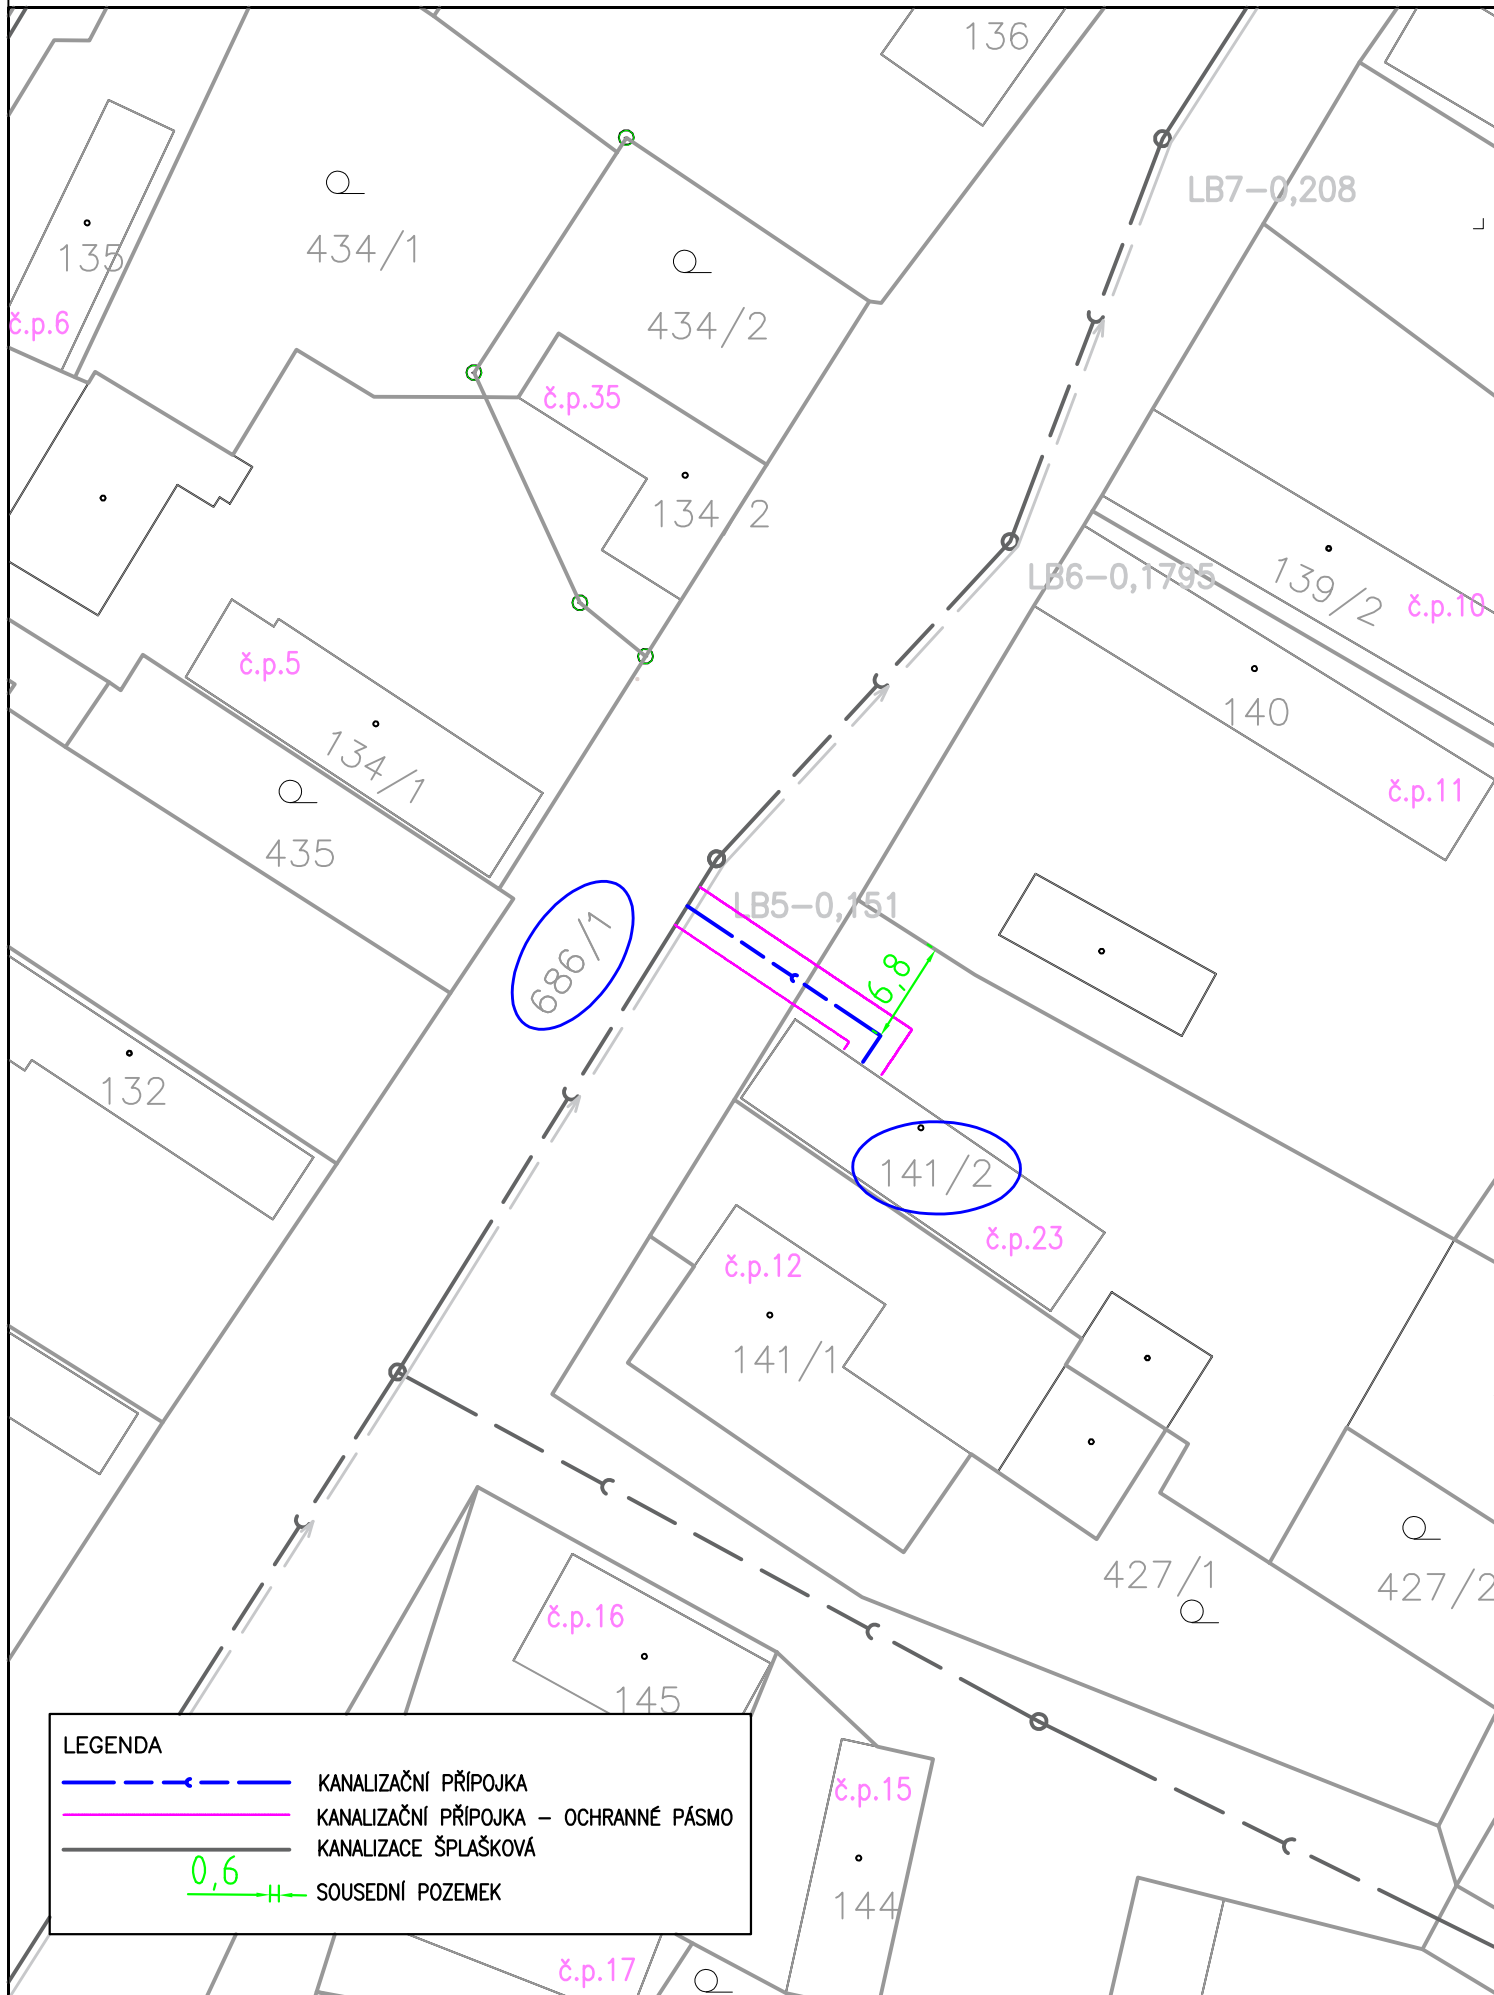 136
LB7-0,208
135
434/1
434/2
č.p.6
č.p.35
134 2
LB6-0,1795
139/2
č.p.10
č.p.5
140
134/1
č.p.11
435
LB5-0,151
686/1
6,8
132
141/2
č.p.23
č.p.12
141/1
427/1
427/2
č.p.16
145
LEGENDA
KANALIZAČNÍ PŘÍPOJKA
KANALIZAČNÍ PŘÍPOJKA – OCHRANNÉ PÁSMO
KANALIZACE ŠPLAŠKOVÁ
0,6
SOUSEDNÍ POZEMEK
č.p.15
144
č.p.17